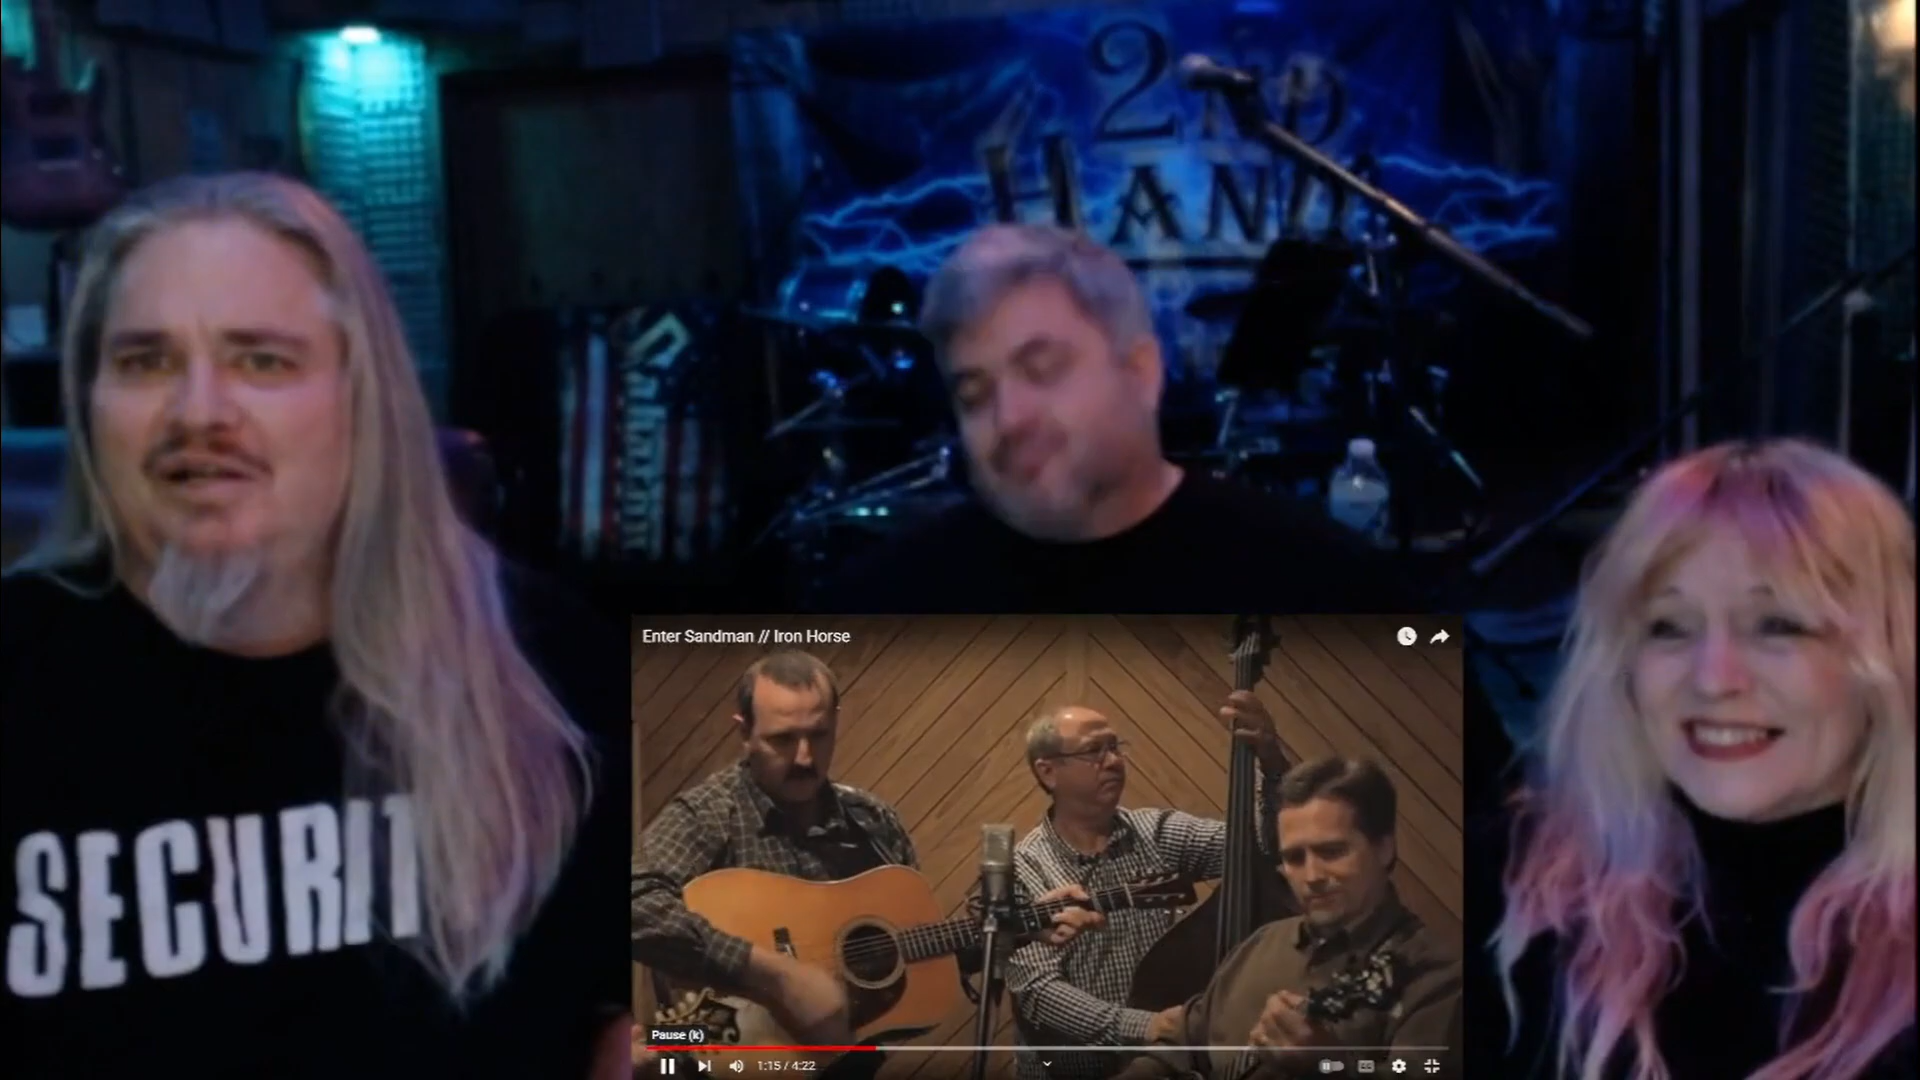 2ND
HAND
SECURIT
Enter Sandman // Iron Horse
Pause (k)
1:15 / 4:22